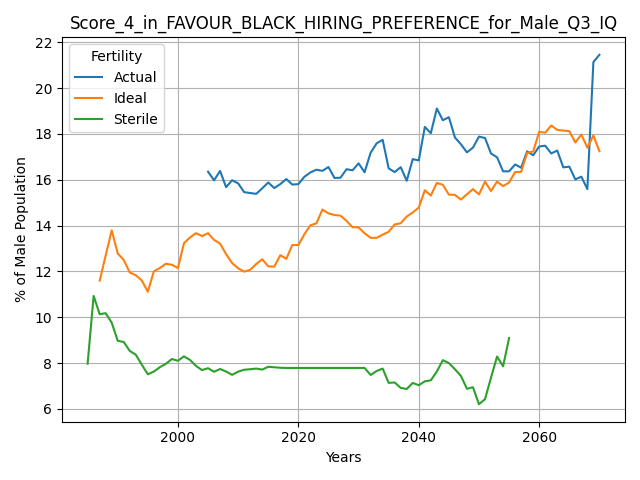 Score_4_in_FAVOUR_BLACK_HIRING_PREFERENCE_for_Male_Q3_IQ
Fertility
Actual
Ideal
Sterile
% of Male Population
22
20
18
16
14
12
10
8
6
2000 2020 2040 2060
Years